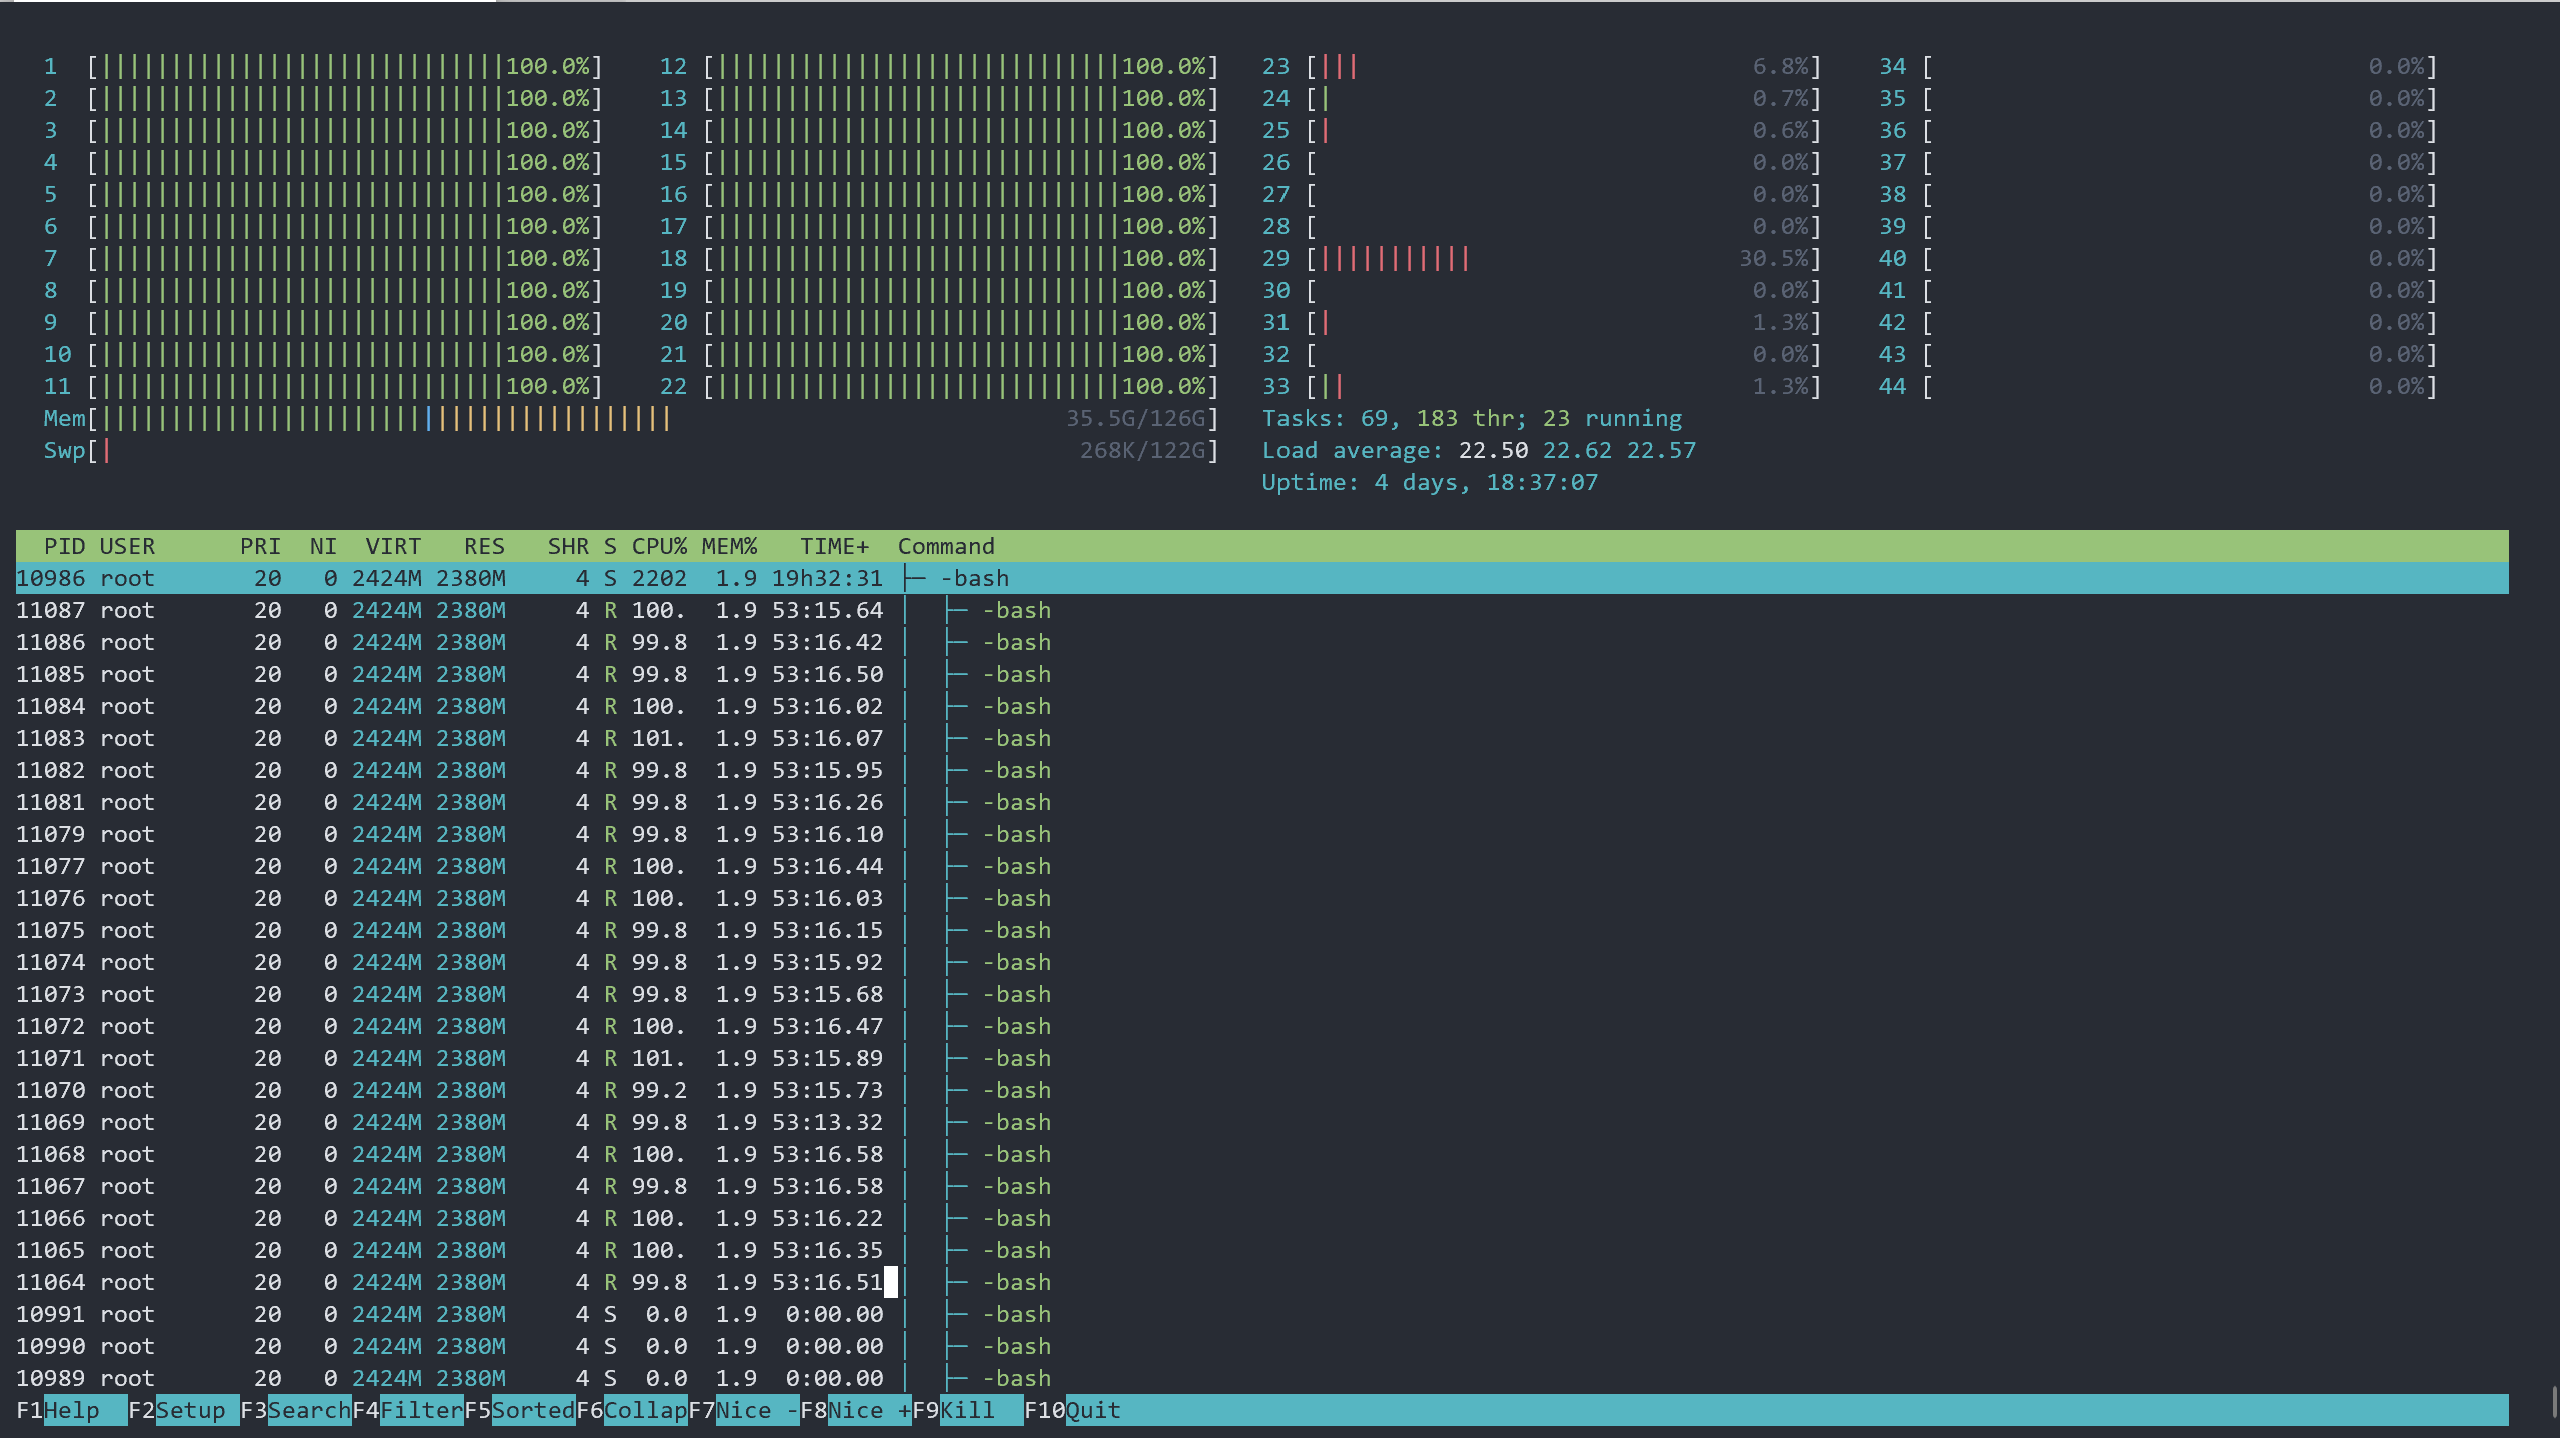 1 [100.0%] 12 [100.0%] 23 [6.8%] 34 [0.0%]
2 [100.0%] 13 [100.0%] 24 [0.7%] 35 [0.0%]
3 [100.0%] 14 [100.0%] 25 [0.6%] 36 [0.0%]
4 [100.0%] 15 [100.0%] 26 [0.0%] 37 [0.0%]
5 [100.0%] 16 [100.0%] 27 [0.0%] 38 [0.0%]
6 [100.0%] 17 [100.0%] 28 [0.0%] 39 [0.0%]
7 [100.0%] 18 [100.0%] 29 [30.5%] 40 [0.0%]
8 [100.0%] 19 [100.0%] 30 [0.0%] 41 [0.0%]
9 [100.0%] 20 [100.0%] 31 [1.3%] 42 [0.0%]
10 [100.0%] 21 [100.0%] 32 [0.0%] 43 [0.0%]
11 [100.0%] 22 [100.0%] 33 [1.3%] 44 [0.0%]
Mem[35.5G/126G] Tasks: 69, 183 thr; 23 running
Swp[268K/122G] Load average: 22.50 22.62 22.57
Uptime: 4 days, 18:37:07
PID USER PRI NI VIRT RES SHR S CPU% MEM% TIME+ Command
10986 root 20 0 2424M 2380M 4 S 2202 1.9 19h32:31 ├─ -bash
11087 root 20 0 2424M 2380M 4 R 100. 1.9 53:15.64 │ ├─ -bash
11086 root 20 0 2424M 2380M 4 R 99.8 1.9 53:16.42 │ ├─ -bash
11085 root 20 0 2424M 2380M 4 R 99.8 1.9 53:16.50 │ ├─ -bash
11084 root 20 0 2424M 2380M 4 R 100. 1.9 53:16.02 │ ├─ -bash
11083 root 20 0 2424M 2380M 4 R 101. 1.9 53:16.07 │ ├─ -bash
11082 root 20 0 2424M 2380M 4 R 99.8 1.9 53:15.95 │ ├─ -bash
11081 root 20 0 2424M 2380M 4 R 99.8 1.9 53:16.26 │ ├─ -bash
11079 root 20 0 2424M 2380M 4 R 99.8 1.9 53:16.10 │ ├─ -bash
11077 root 20 0 2424M 2380M 4 R 100. 1.9 53:16.44 │ ├─ -bash
11076 root 20 0 2424M 2380M 4 R 100. 1.9 53:16.03 │ ├─ -bash
11075 root 20 0 2424M 2380M 4 R 99.8 1.9 53:16.15 │ ├─ -bash
11074 root 20 0 2424M 2380M 4 R 99.8 1.9 53:15.92 │ ├─ -bash
11073 root 20 0 2424M 2380M 4 R 99.8 1.9 53:15.68 │ ├─ -bash
11072 root 20 0 2424M 2380M 4 R 100. 1.9 53:16.47 │ ├─ -bash
11071 root 20 0 2424M 2380M 4 R 101. 1.9 53:15.89 │ ├─ -bash
11070 root 20 0 2424M 2380M 4 R 99.2 1.9 53:15.73 │ ├─ -bash
11069 root 20 0 2424M 2380M 4 R 99.8 1.9 53:13.32 │ ├─ -bash
11068 root 20 0 2424M 2380M 4 R 100. 1.9 53:16.58 │ ├─ -bash
11067 root 20 0 2424M 2380M 4 R 99.8 1.9 53:16.58 │ ├─ -bash
11066 root 20 0 2424M 2380M 4 R 100. 1.9 53:16.22 │ ├─ -bash
11065 root 20 0 2424M 2380M 4 R 100. 1.9 53:16.35 │ ├─ -bash
11064 root 20 0 2424M 2380M 4 R 99.8 1.9 53:16.51 │ ├─ -bash
10991 root 20 0 2424M 2380M 4 S 0.0 1.9 0:00.00 │ ├─ -bash
10990 root 20 0 2424M 2380M 4 S 0.0 1.9 0:00.00 │ ├─ -bash
10989 root 20 0 2424M 2380M 4 S 0.0 1.9 0:00.00 │ ├─ -bash
F1Help F2Setup F3SearchF4FilterF5SortedF6CollapF7Nice -F8Nice +F9Kill F10Quit